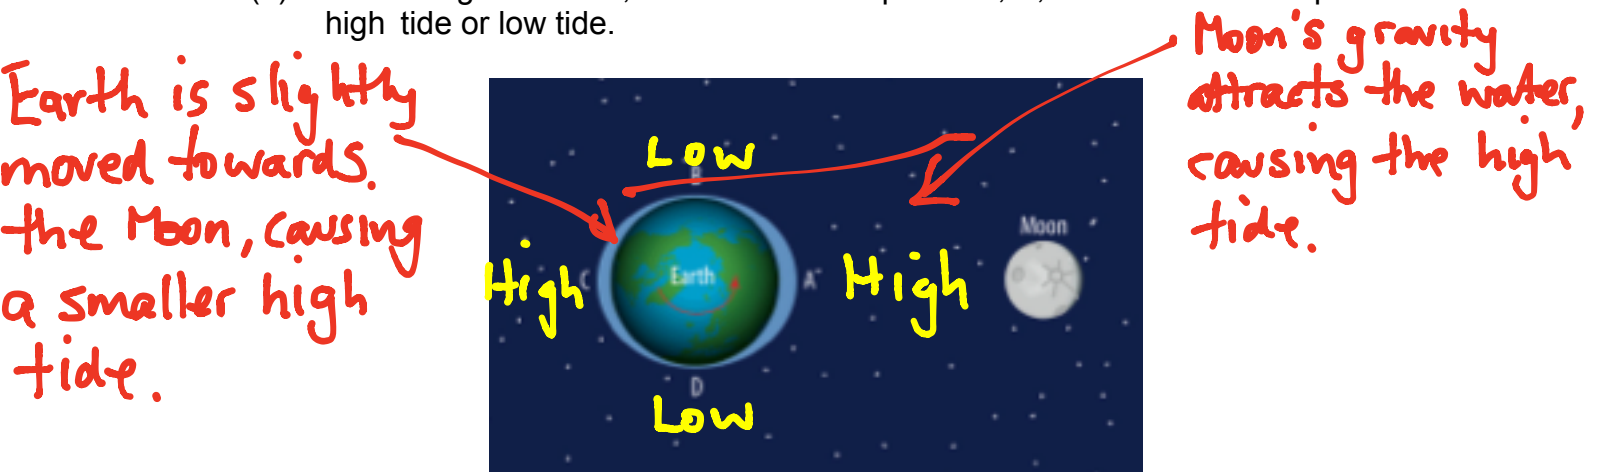 high tide or low tide.
Earth is slightly
moved towards.
the Moon, causing
a smaller high
tide.
Moon's gravity
attracts the water,
causing the high
tide.
Low
B
High
C
Earth
A
High
Moon
D
Low